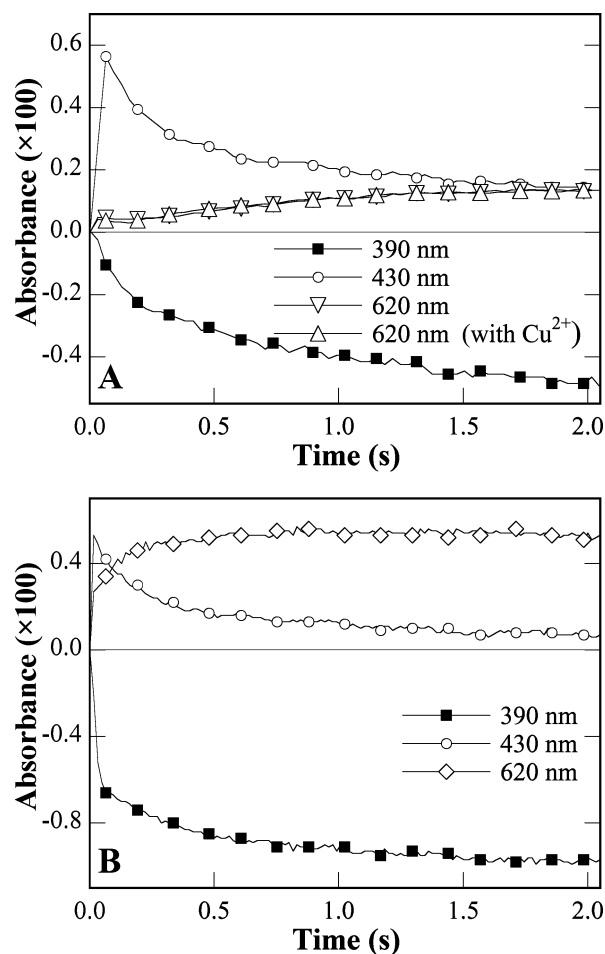 0.6
0.4
0.2
0.0
-0.2
-0.4
Absorbance (×100)
390 nm
430 nm
620 nm
620 nm (with Cu²⁺)
A
0.0 0.5 1.0 1.5 2.0
Time (s)
0.4
0.0
-0.4
-0.8
Absorbance (×100)
390 nm
430 nm
620 nm
B
0.0 0.5 1.0 1.5 2.0
Time (s)